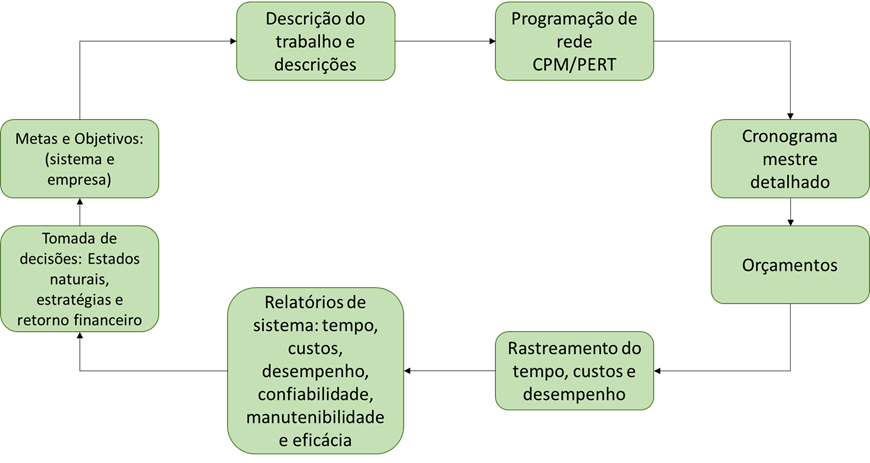 Descrição do
trabalho e
descrições
Programação de
rede
CPM/PERT
Cronograma
mestre
detalhado
Orçamentos
Rastreamento do
tempo, custos e
desempenho
Relatórios de
sistema: tempo,
custos,
desempenho,
confiabilidade,
manutenibilidade
e eficácia
Tomada de
decisões: Estados
naturais,
estratégias e
retorno financeiro
Metas e Objetivos:
(sistema e
empresa)